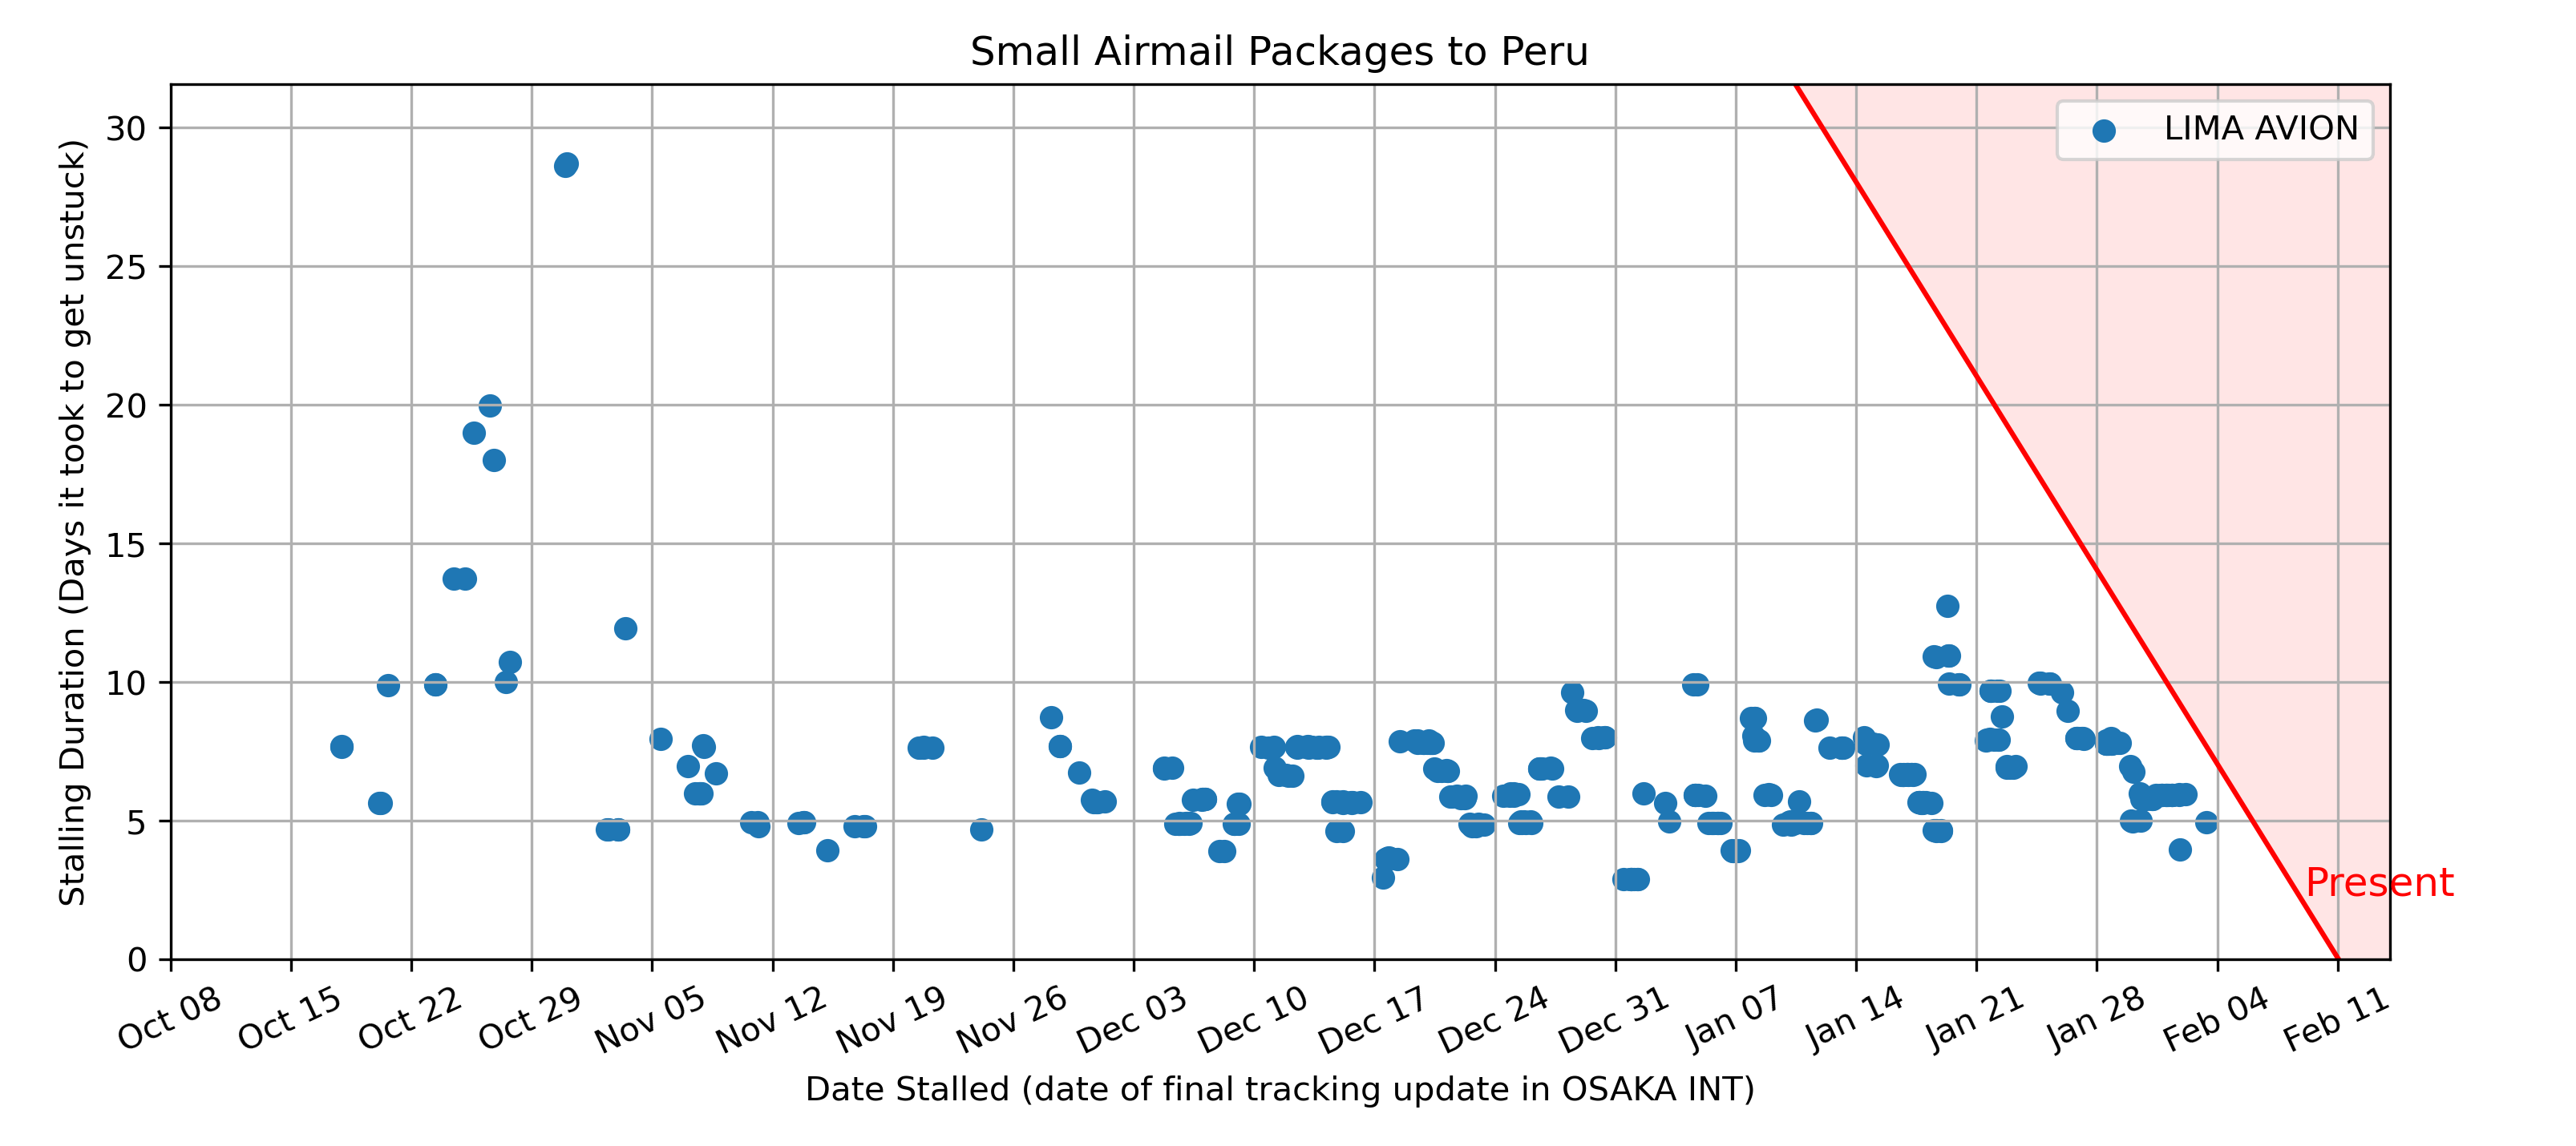 Small Airmail Packages to Peru
LIMA AVION
30
25
20
15
10
5
0
Stalling Duration (Days it took to get unstuck)
Present
Oct 08
Oct 15
Oct 22
Oct 29
Nov 05
Nov 12
Nov 19
Nov 26
Dec 03
Dec 10
Dec 17
Dec 24
Dec 31
Jan 07
Jan 14
Jan 21
Jan 28
Feb 04
Feb 11
Date Stalled (date of final tracking update in OSAKA INT)